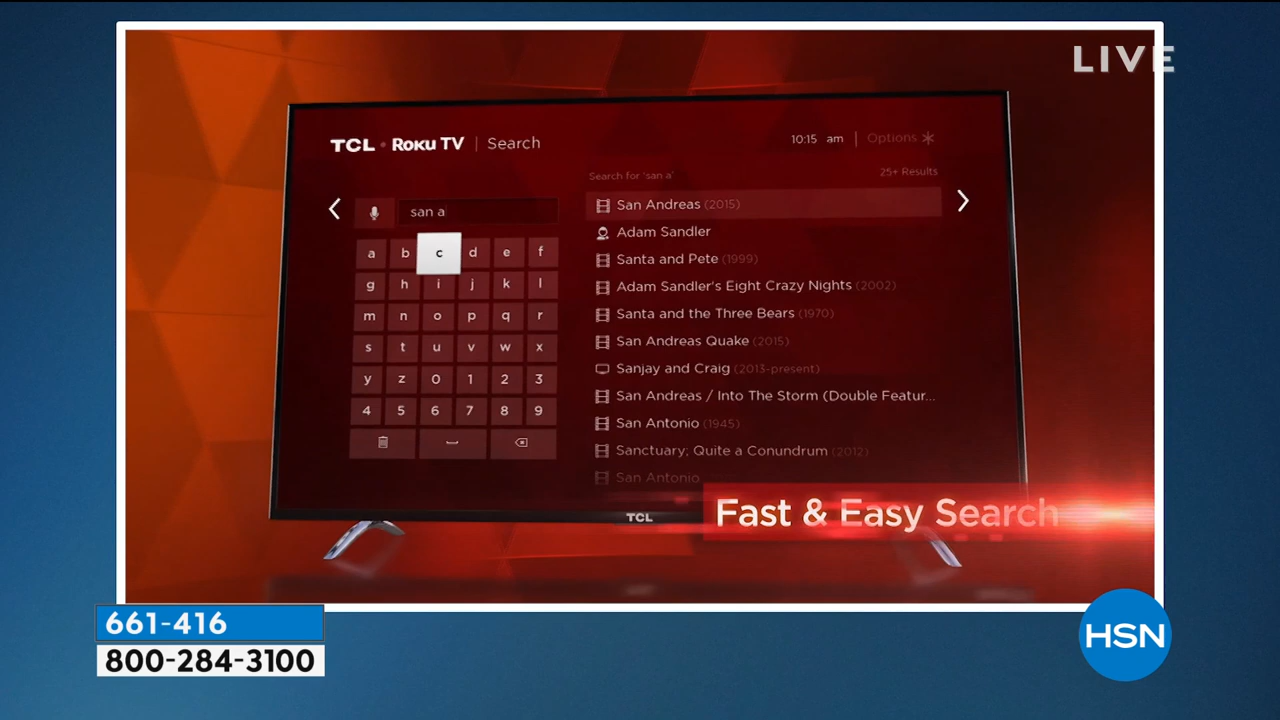 LIVE
TCL • Roku TV | Search
10:15 am | Options
Search for 'san a'
25+ Results
san a
San Andreas (2015)
Adam Sandler
Santa and Pete (1999)
Adam Sandler's Eight Crazy Nights (2002)
Santa and the Three Bears (1970)
San Andreas Quake (2015)
Sanjay and Craig (2013-present)
San Andreas / Into The Storm (Double Featur...
San Antonio (1945)
Sanctuary; Quite a Conundrum (2012)
San Antonio
a b c d e f
g h i j k l
m n o p q r
s t u v w x
y z 0 1 2 3
4 5 6 7 8 9
TCL
Fast & Easy Search
661-416
800-284-3100
HSN